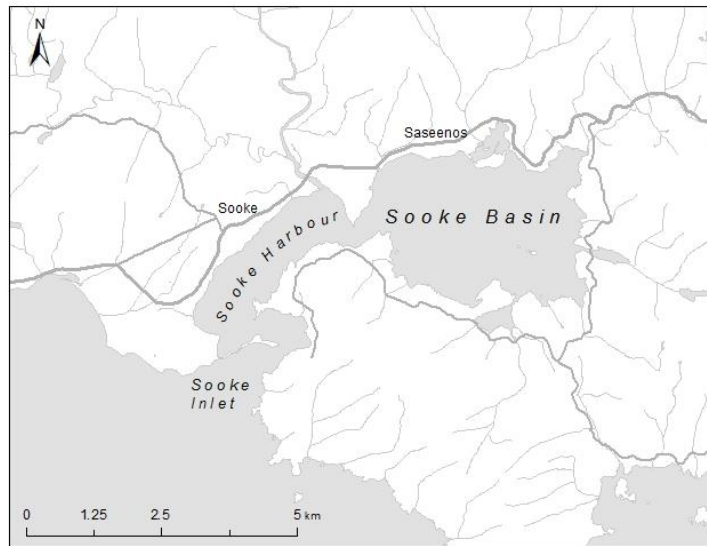 N
Saseenos
Sooke
Sooke Basin
Sooke Harbour
Sooke
Inlet
0 1.25 2.5 5 km